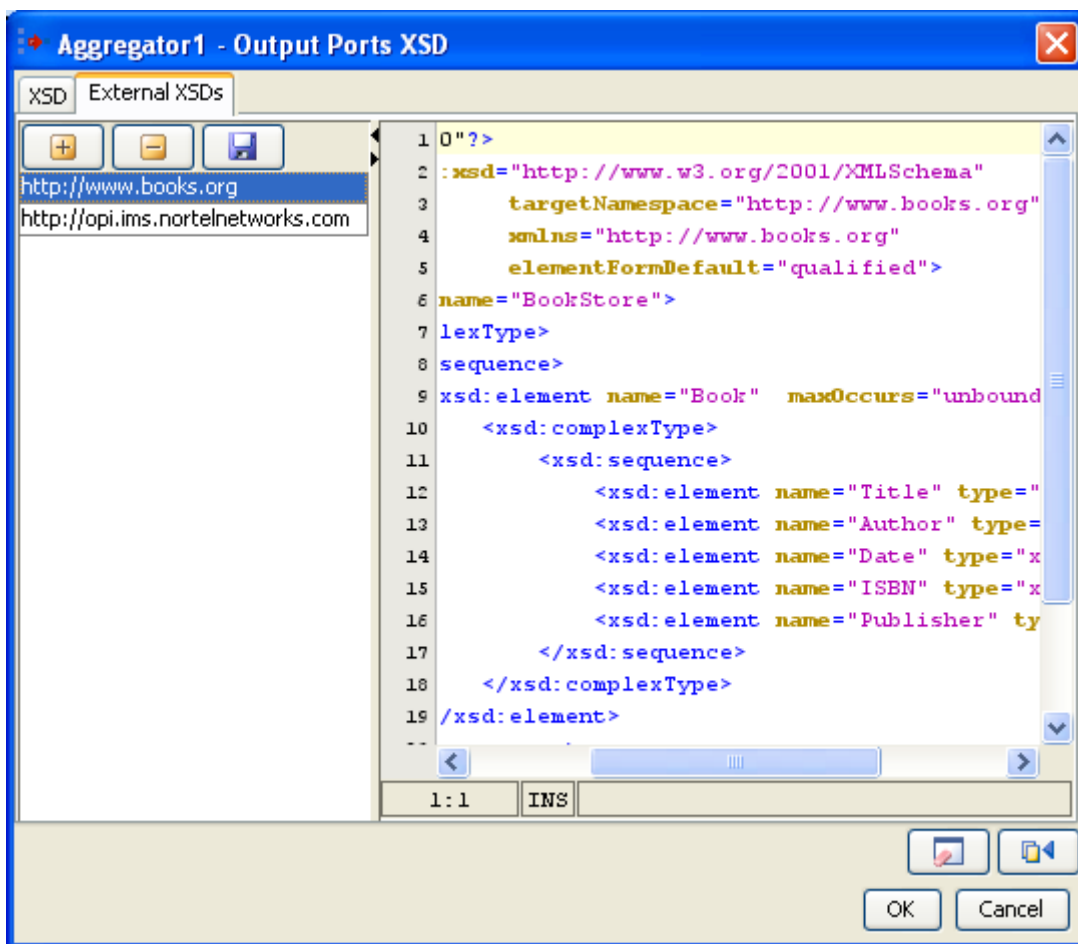 Aggregator1 - Output Ports XSD
XSD External XSDs
http://www.books.org
http://opi.ims.nortelnetworks.com
1 0"?>
2 :xsd="http://www.w3.org/2001/XMLSchema"
3 targetNamespace="http://www.books.org"
4 xmlns="http://www.books.org"
5 elementFormDefault="qualified">
6 name="BookStore">
7 lexType>
8 sequence>
9 xsd:element name="Book" maxOccurs="unbound
10 <xsd:complexType>
11 <xsd:sequence>
12 <xsd:element name="Title" type="
13 <xsd:element name="Author" type=
14 <xsd:element name="Date" type="x
15 <xsd:element name="ISBN" type="x
16 <xsd:element name="Publisher" ty
17 </xsd:sequence>
18 </xsd:complexType>
19 /xsd:element>
1:1 INS
OK Cancel